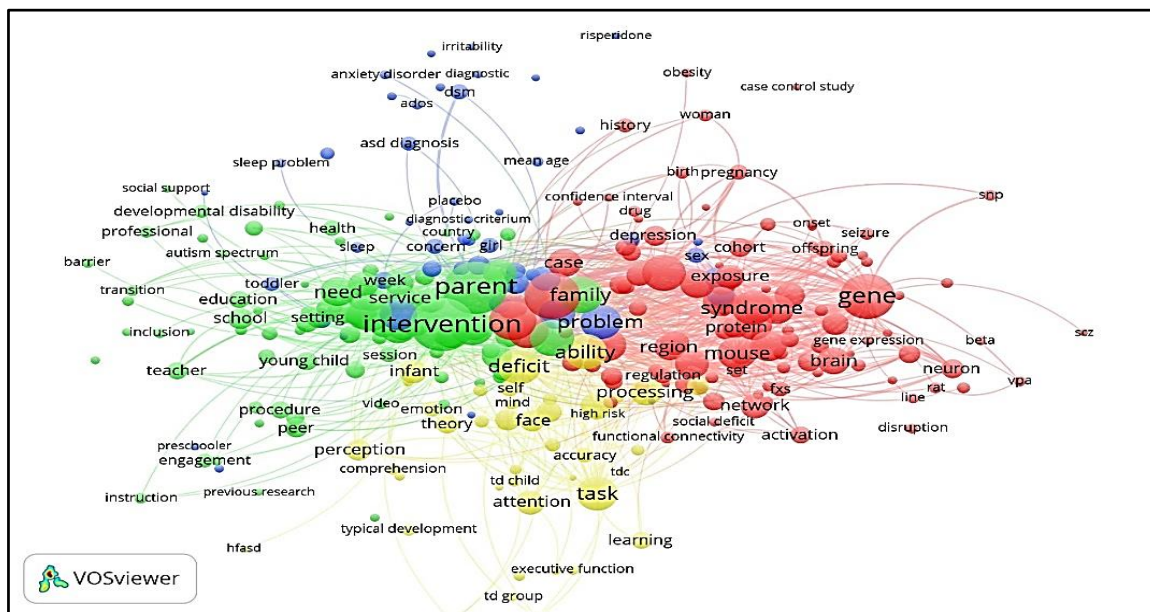 irritability
risperidone
anxiety disorder
diagnostic
dsm
obesity
case control study
ados
woman
history
asd diagnosis
mean age
sleep problem
birth
pregnancy
social support
placebo
confidence interval
snp
developmental disability
diagnostic criterium
drug
professional
health
country
depression
onset
seizure
autism spectrum
sleep
concern
girl
sex
cohort
offspring
barrier
case
toddler
week
parent
exposure
transition
need
service
family
gene
education
syndrome
school
setting
intervention
problem
protein
inclusion
scz
gene expression
beta
young child
session
deficit
ability
region
mouse
brain
teacher
infant
regulation
set
neuron
self
processing
fxs
rat
vpa
video
mind
line
procedure
emotion
high risk
network
peer
theory
face
social deficit
functional connectivity
activation
disruption
preschooler
perception
engagement
comprehension
accuracy
tdc
td child
instruction
previous research
attention
task
typical development
learning
hfasd
executive function
td group
VOSviewer